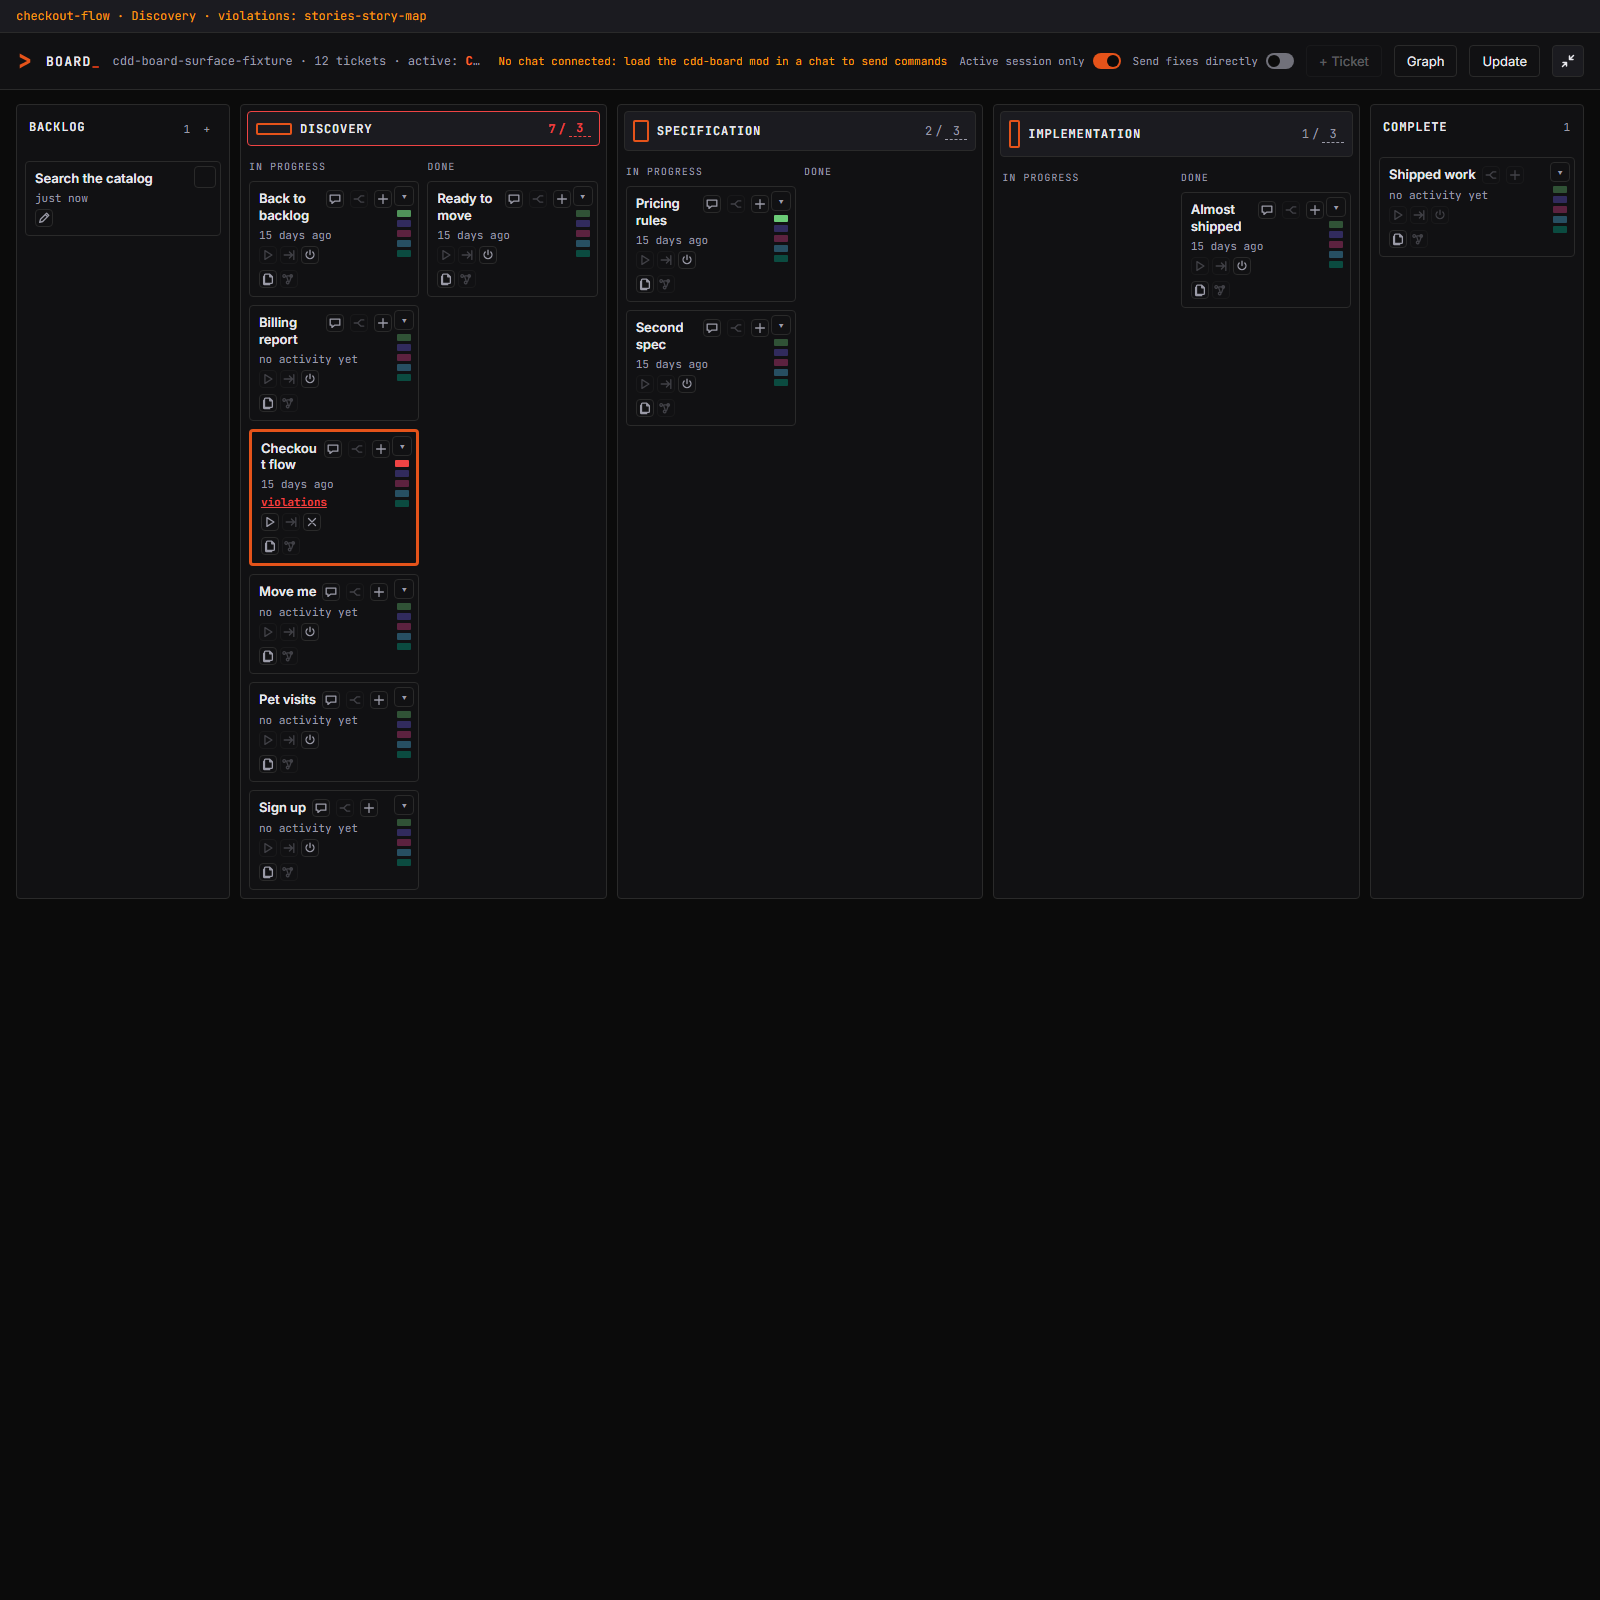 checkout-flow · Discovery · violations: stories-story-map
BOARD_ cdd-board-surface-fixture · 12 tickets · active: C… No chat connected: load the cdd-board mod in a chat to send commands Active session only Send fixes directly + Ticket Graph Update
BACKLOG 1 +
Search the catalog
just now
DISCOVERY 7/ 3
IN PROGRESS
Back to
backlog
15 days ago
Billing
report
no activity yet
Checkou
t flow
15 days ago
violations
Move me
no activity yet
Pet visits
no activity yet
Sign up
no activity yet
DONE
Ready to
move
15 days ago
SPECIFICATION 2/ 3
IN PROGRESS
Pricing
rules
15 days ago
Second
spec
15 days ago
DONE
IMPLEMENTATION 1/ 3
IN PROGRESS
DONE
Almost
shipped
15 days ago
COMPLETE 1
Shipped work
no activity yet